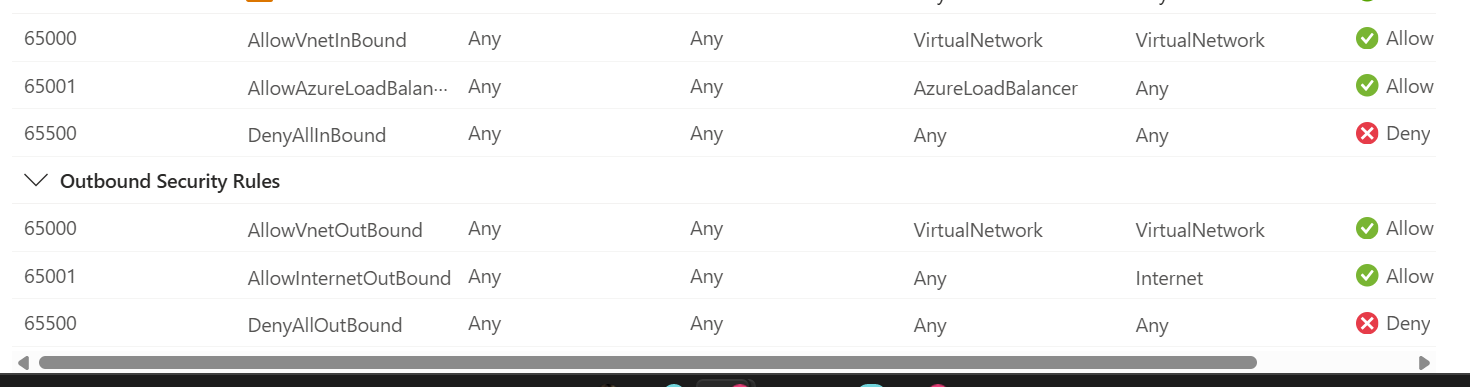 65000 AllowVnetInBound Any Any VirtualNetwork VirtualNetwork Allow
65001 AllowAzureLoadBalan··· Any Any AzureLoadBalancer Any Allow
65500 DenyAllInBound Any Any Any Any Deny
Outbound Security Rules
65000 AllowVnetOutBound Any Any VirtualNetwork VirtualNetwork Allow
65001 AllowInternetOutBound Any Any Any Internet Allow
65500 DenyAllOutBound Any Any Any Any Deny